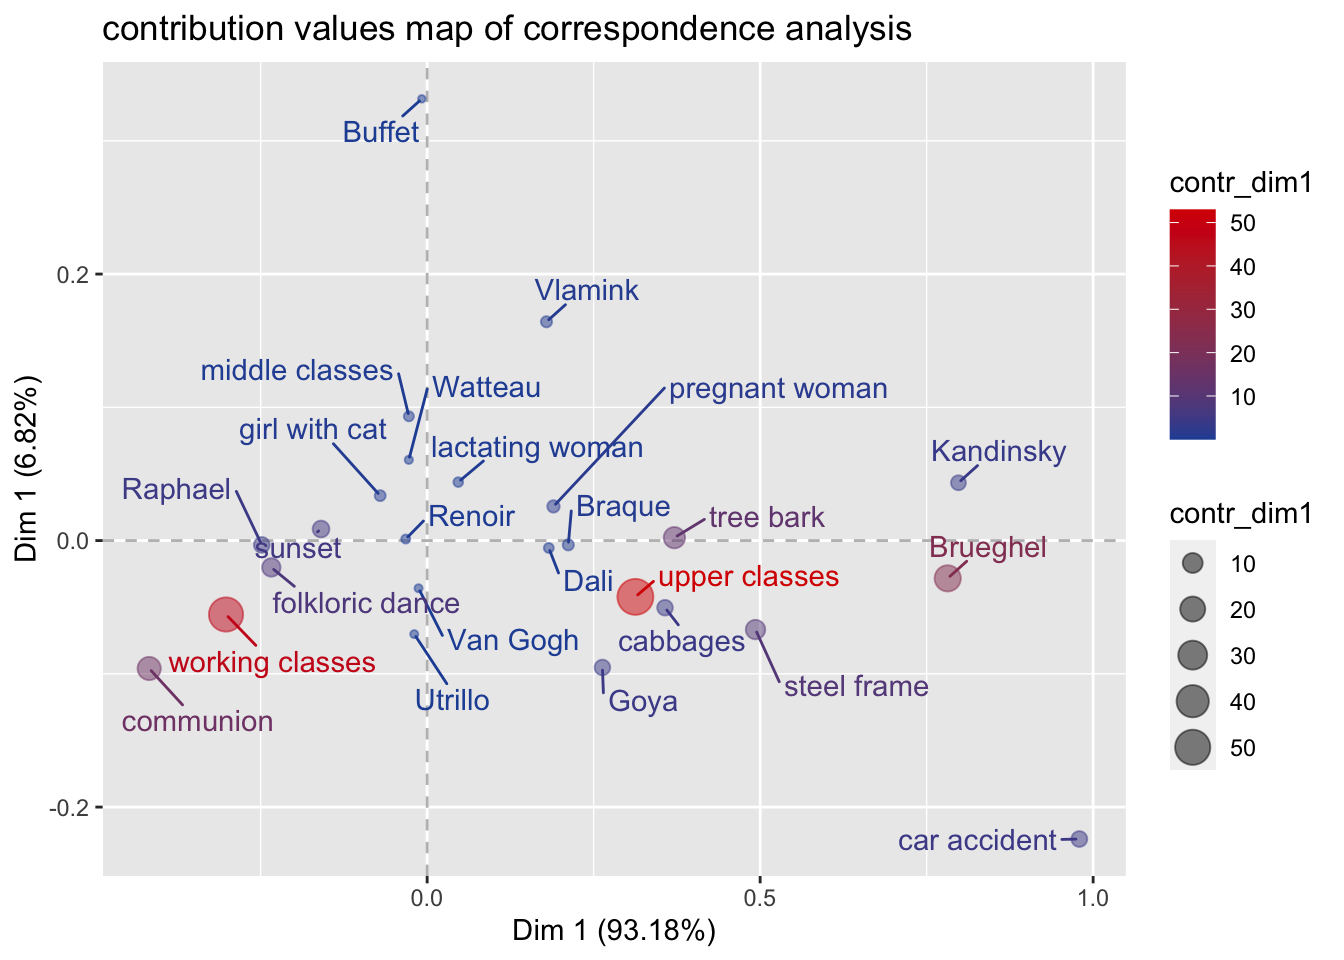 contribution values map of correspondence analysis
Buffet
0.2
Vlamink
middle classes
Watteau
pregnant woman
girl with cat
lactating woman
Kandinsky
Raphael
Renoir
Braque
tree bark
0.0
sunset
Brueghel
Dali
upper classes
folkloric dance
cabbages
Van Gogh
working classes
steel frame
Utrillo
Goya
communion
-0.2
car accident
0.0
0.5
1.0
Dim 1 (93.18%)
Dim 1 (6.82%)
contr_dim1
50
40
30
20
10
contr_dim1
10
20
30
40
50